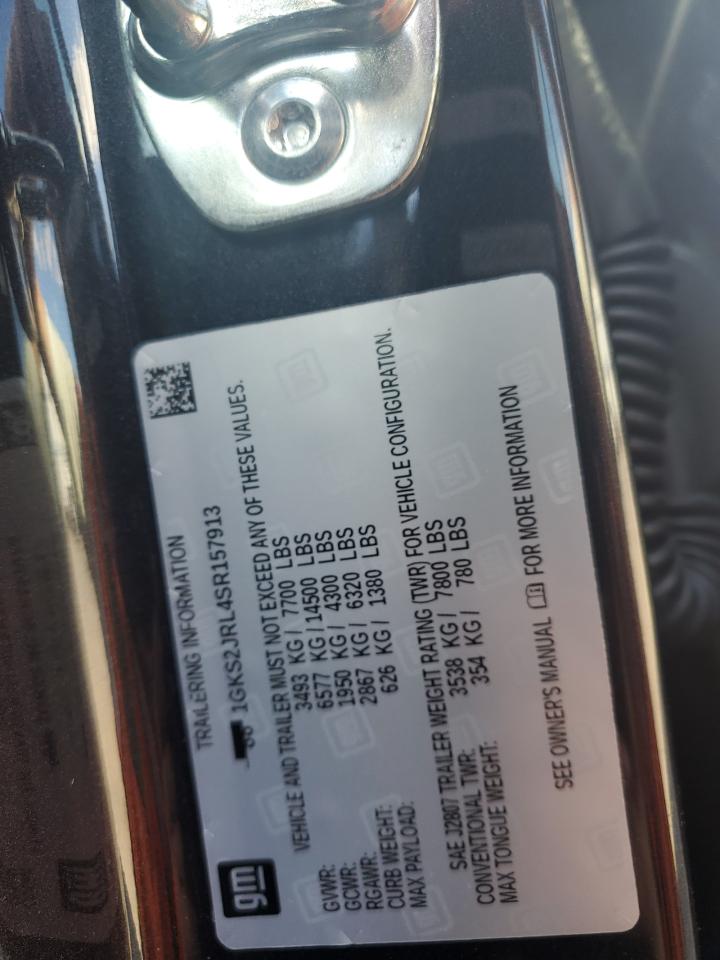 gm
TRAILERING INFORMATION
1GKS2JRL4SR157913
VEHICLE AND TRAILER MUST NOT EXCEED ANY OF THESE VALUES.
GVWR: 3493 KG / 7700 LBS
GCWR: 6577 KG / 14500 LBS
RGAWR: 1950 KG / 4300 LBS
CURB WEIGHT: 2867 KG / 6320 LBS
MAX PAYLOAD: 626 KG / 1380 LBS
SAE J2807 TRAILER WEIGHT RATING (TWR) FOR VEHICLE CONFIGURATION.
CONVENTIONAL TWR: 3538 KG / 7800 LBS
MAX TONGUE WEIGHT: 354 KG / 780 LBS
SEE OWNER'S MANUAL FOR MORE INFORMATION